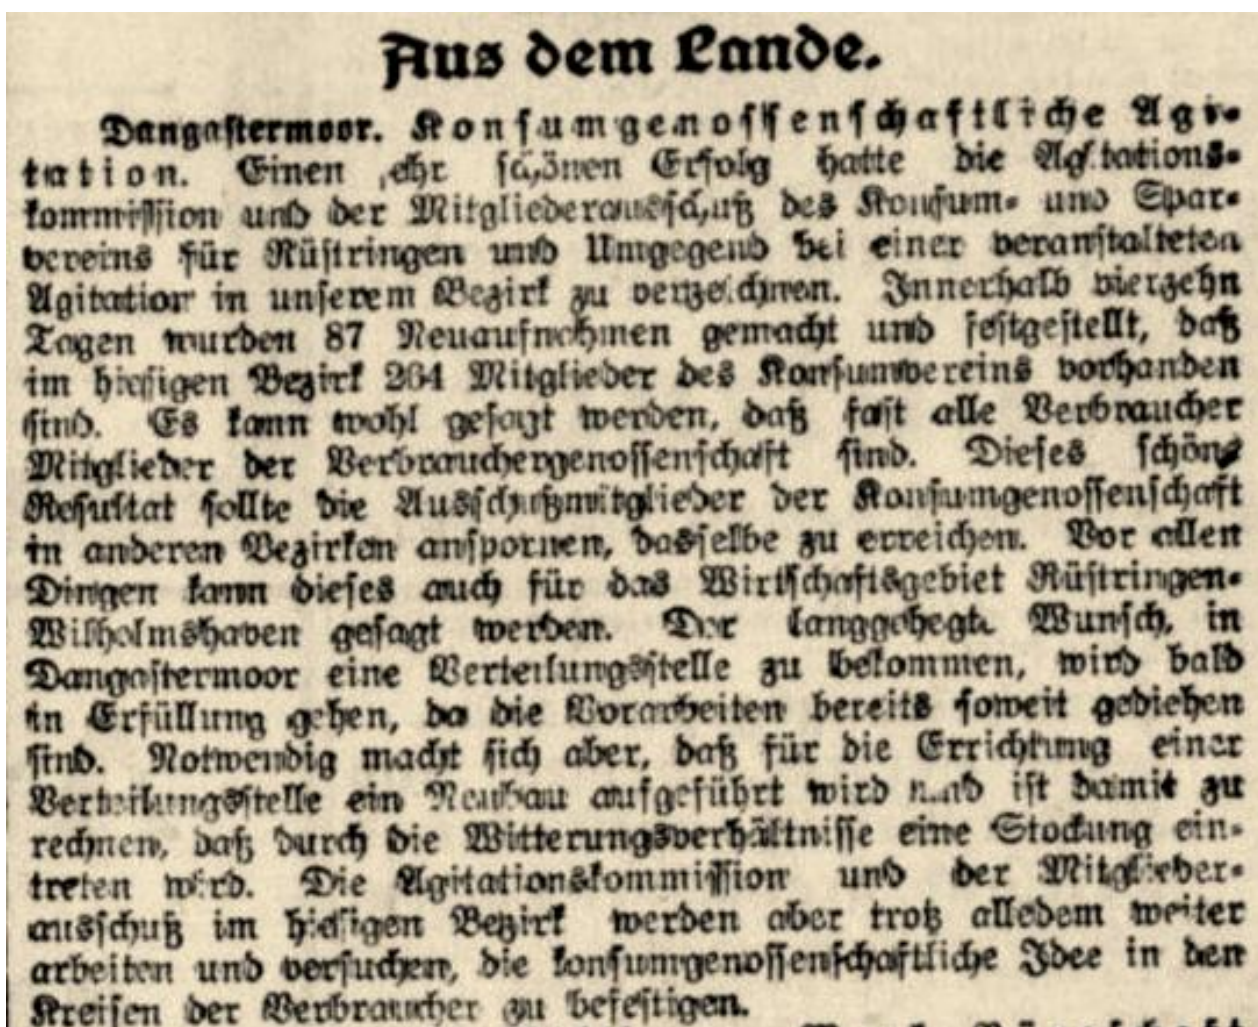 Aus dem Lande.
Dangastermoor. Konsumgenossenschaftliche Agi-
tation. Einen sehr schönen Erfolg hatte die Agitations-
kommission und der Mitgliederausschuß des Konsum- und Spar-
vereins für Rüstringen und Umgegend bei einer veranstalteten
Agitation in unserem Bezirk zu verzeichnen. Innerhalb vierzehn
Tagen wurden 87 Neuaufnahmen gemacht und festgestellt, daß
im hiesigen Bezirk 264 Mitglieder des Konsumvereins vorhanden
sind. Es kann wohl gesagt werden, daß fast alle Verbraucher
Mitglieder der Verbrauchergenossenschaft sind. Dieses schöne
Resultat sollte die Ausschußmitglieder der Konsumgenossenschaft
in anderen Bezirken anspornen, dasselbe zu erreichen. Vor allen
Dingen kann dieses auch für das Wirtschaftsgebiet Rüstringen-
Wilhelmshaven gesagt werden. Der langgehegte Wunsch, in
Dangastermoor eine Verteilungsstelle zu bekommen, wird bald
in Erfüllung gehen, da die Vorarbeiten bereits soweit gediehen
sind. Notwendig macht sich aber, daß für die Errichtung einer
Verteilungsstelle ein Neubau aufgeführt wird und ist damit zu
rechnen, daß durch die Witterungsverhältnisse eine Stockung ein-
treten wird. Die Agitationskommission und der Mitglieder-
ausschuß im hiesigen Bezirk werden aber trotz alledem weiter
arbeiten und versuchen, die konsumgenossenschaftliche Idee in den
Kreisen der Verbraucher zu befestigen.